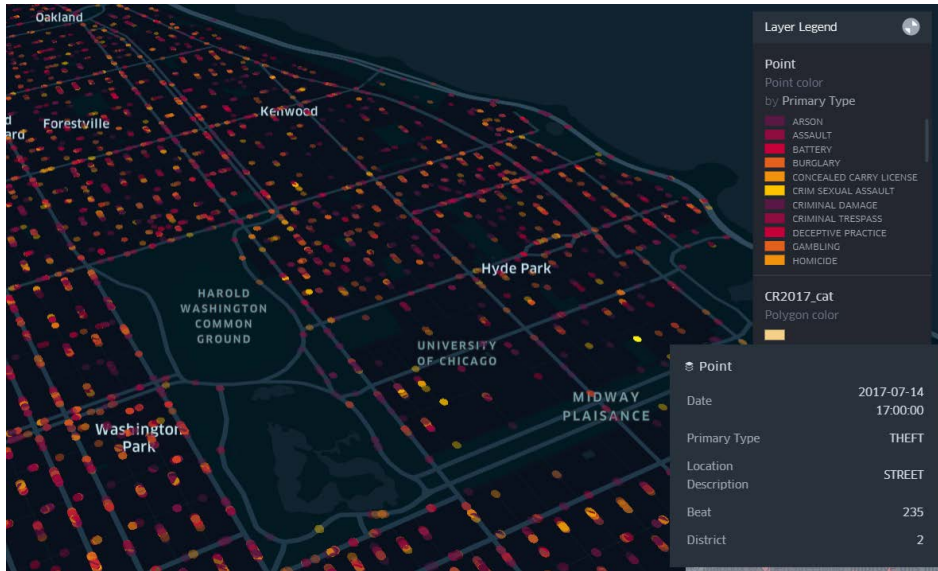 Oakland
Forestville
Kenwood
Hyde Park
HAROLD
WASHINGTON
COMMON
GROUND
UNIVERSITY
OF CHICAGO
MIDWAY
PLAISANCE
Washington
Park
Layer Legend
Point
Point color
by Primary Type
ARSON
ASSAULT
BATTERY
BURGLARY
CONCEALED CARRY LICENSE
CRIM SEXUAL ASSAULT
CRIMINAL DAMAGE
CRIMINAL TRESPASS
DECEPTIVE PRACTICE
GAMBLING
HOMICIDE
CR2017_cat
Polygon color
Point
Date 2017-07-14
17:00:00
Primary Type THEFT
Location
Description STREET
Beat 235
District 2